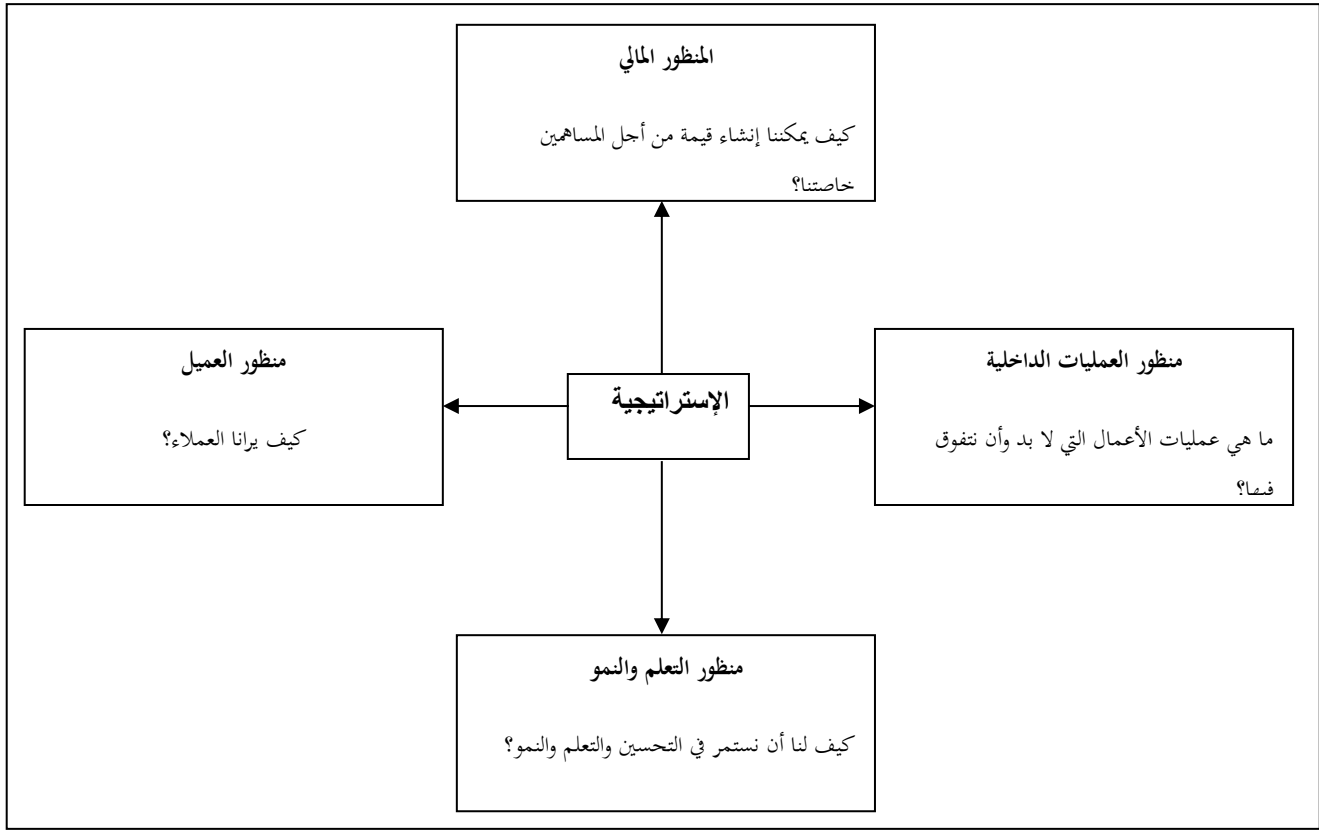 المنظور المالي
كيف يمكننا إنشاء قيمة من أجل المساهمين
خاصتنا؟
منظور العمليات الداخلية
ما هي عمليات الأعمال التي لا بد وأن نتفوق
فيها؟
الإستراتيجية
منظور العميل
كيف يرانا العملاء؟
منظور التعلم والنمو
كيف لنا أن نستمر في التحسين والتعلم والنمو؟